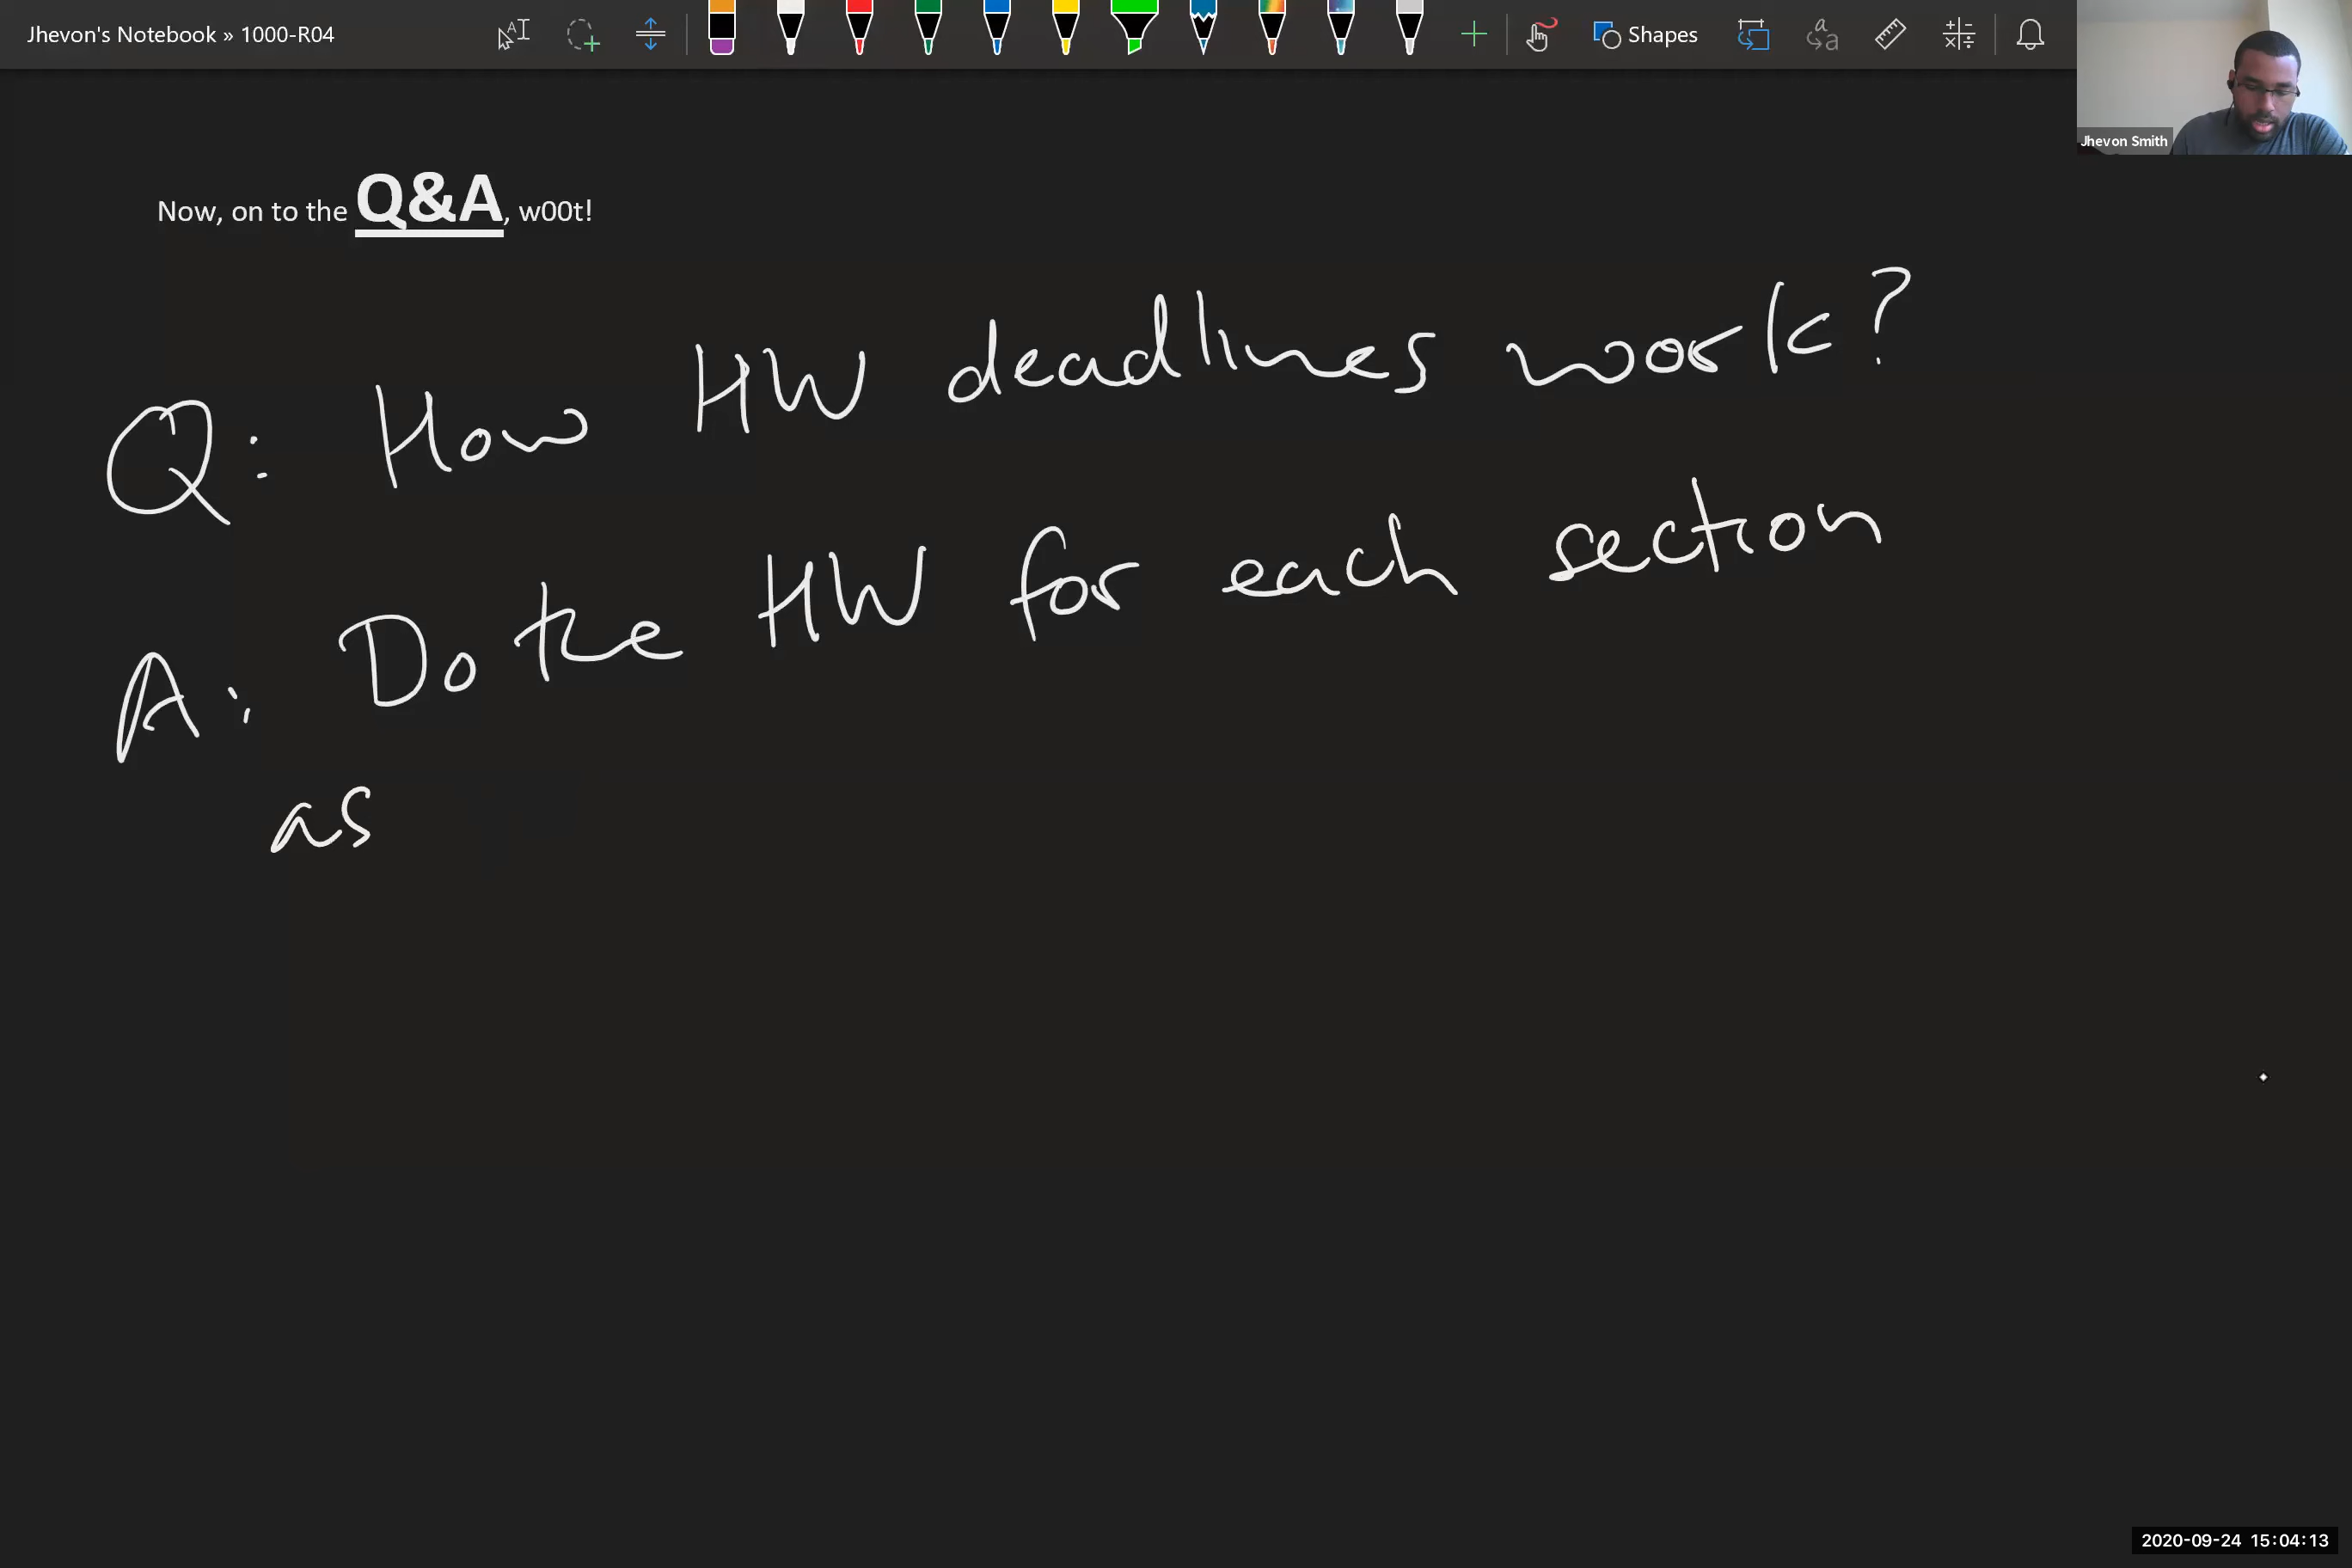 Jhevon's Notebook » 1000-R04
Shapes
Jhevon Smith
Now, on to the Q&A, w00t!
Q: How HW deadlines work?
A: Do the HW for each section
as
2020-09-24 15:04:13